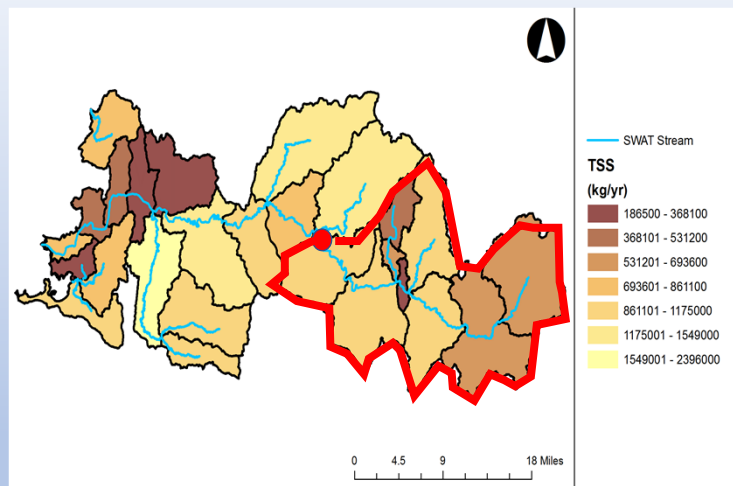 SWAT Stream
TSS
(kg/yr)
186500 - 368100
368101 - 531200
531201 - 693600
693601 - 861100
861101 - 1175000
1175001 - 1549000
1549001 - 2396000
0 4.5 9 18 Miles